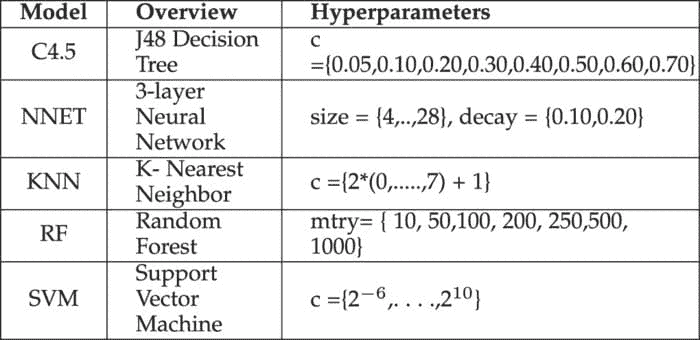 Model Overview Hyperparameters
C4.5 J48 Decision Tree c ={0.05,0.10,0.20,0.30,0.40,0.50,0.60,0.70}
NNET 3-layer Neural Network size = {4,..,28}, decay = {0.10,0.20}
KNN K- Nearest Neighbor c ={2*(0,.....,7) + 1}
RF Random Forest mtry= { 10, 50,100, 200, 250,500, 1000}
SVM Support Vector Machine c ={2⁻⁶,. . . .,2¹⁰}